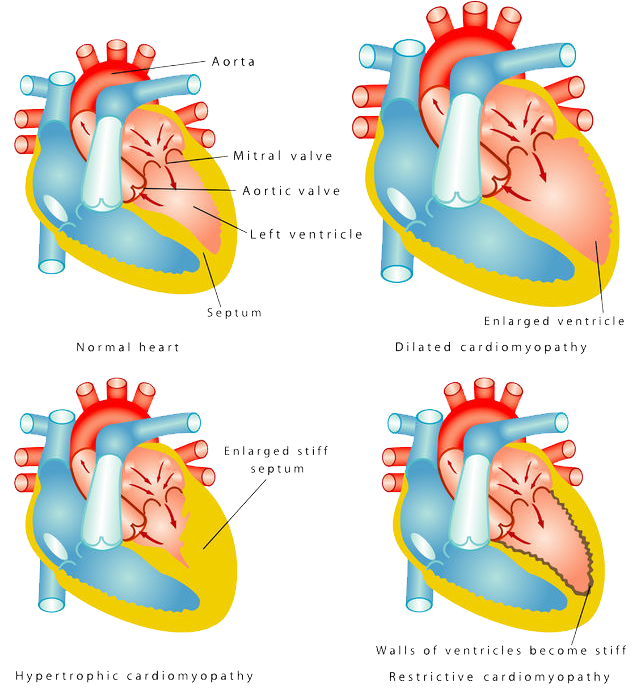 Aorta
Mitral valve
Aortic valve
Left ventricle
Septum
Normal heart
Enlarged ventricle
Dilated cardiomyopathy
Enlarged stiff
septum
Hypertrophic cardiomyopathy
Walls of ventricles become stiff
Restrictive cardiomyopathy